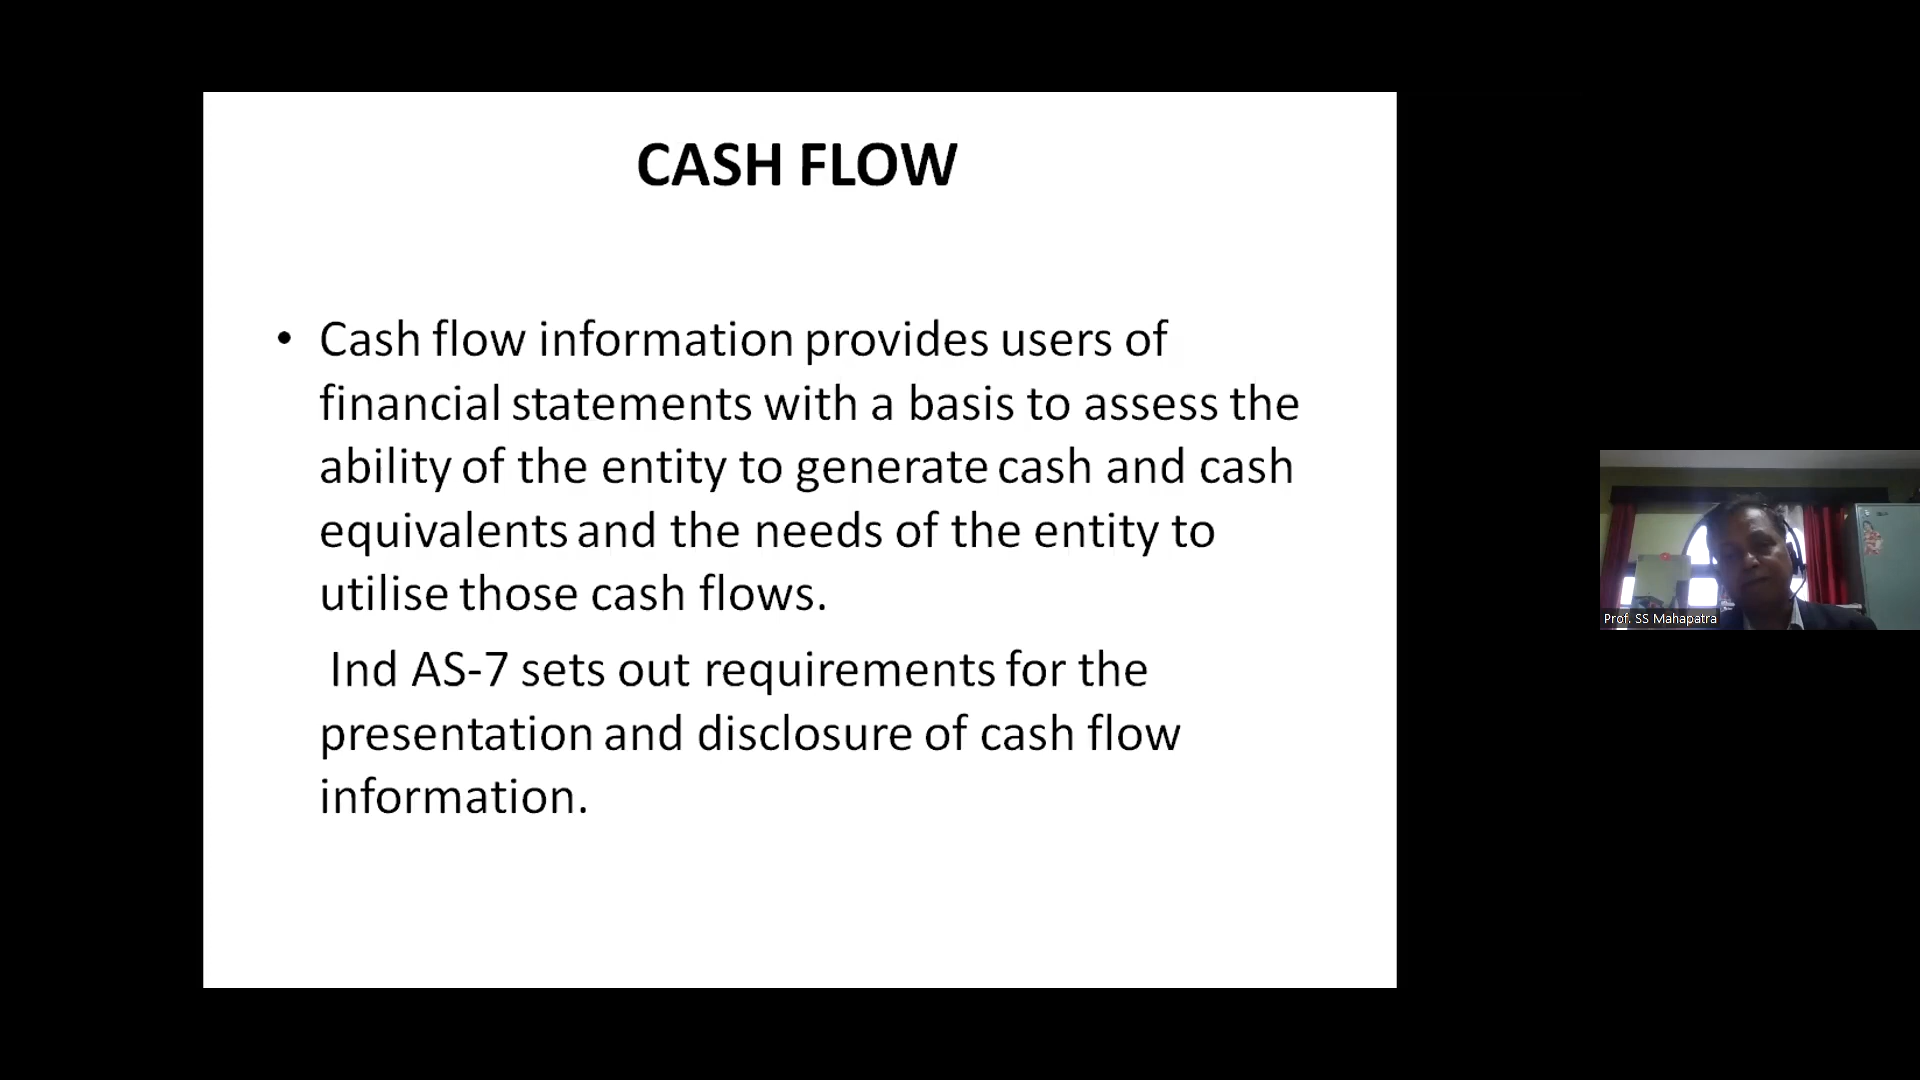 CASH FLOW
• Cash flow information provides users of
financial statements with a basis to assess the
ability of the entity to generate cash and cash
equivalents and the needs of the entity to
utilise those cash flows.
Ind AS-7 sets out requirements for the
presentation and disclosure of cash flow
information.
Prof. SS Mahapatra